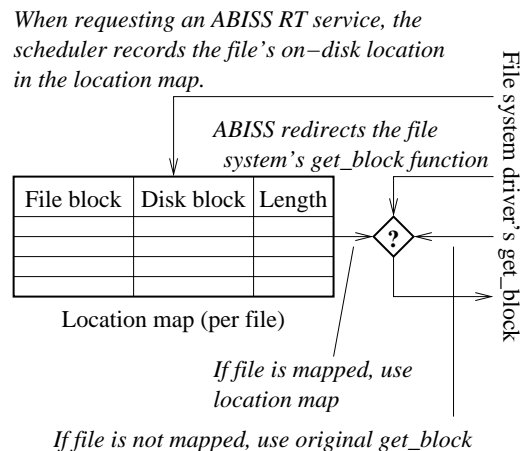 When requesting an ABISS RT service, the
scheduler records the file's on−disk location
in the location map.
File system driver's get_block
ABISS redirects the file
system's get_block function
File block Disk block Length
?
Location map (per file)
If file is mapped, use
location map
If file is not mapped, use original get_block